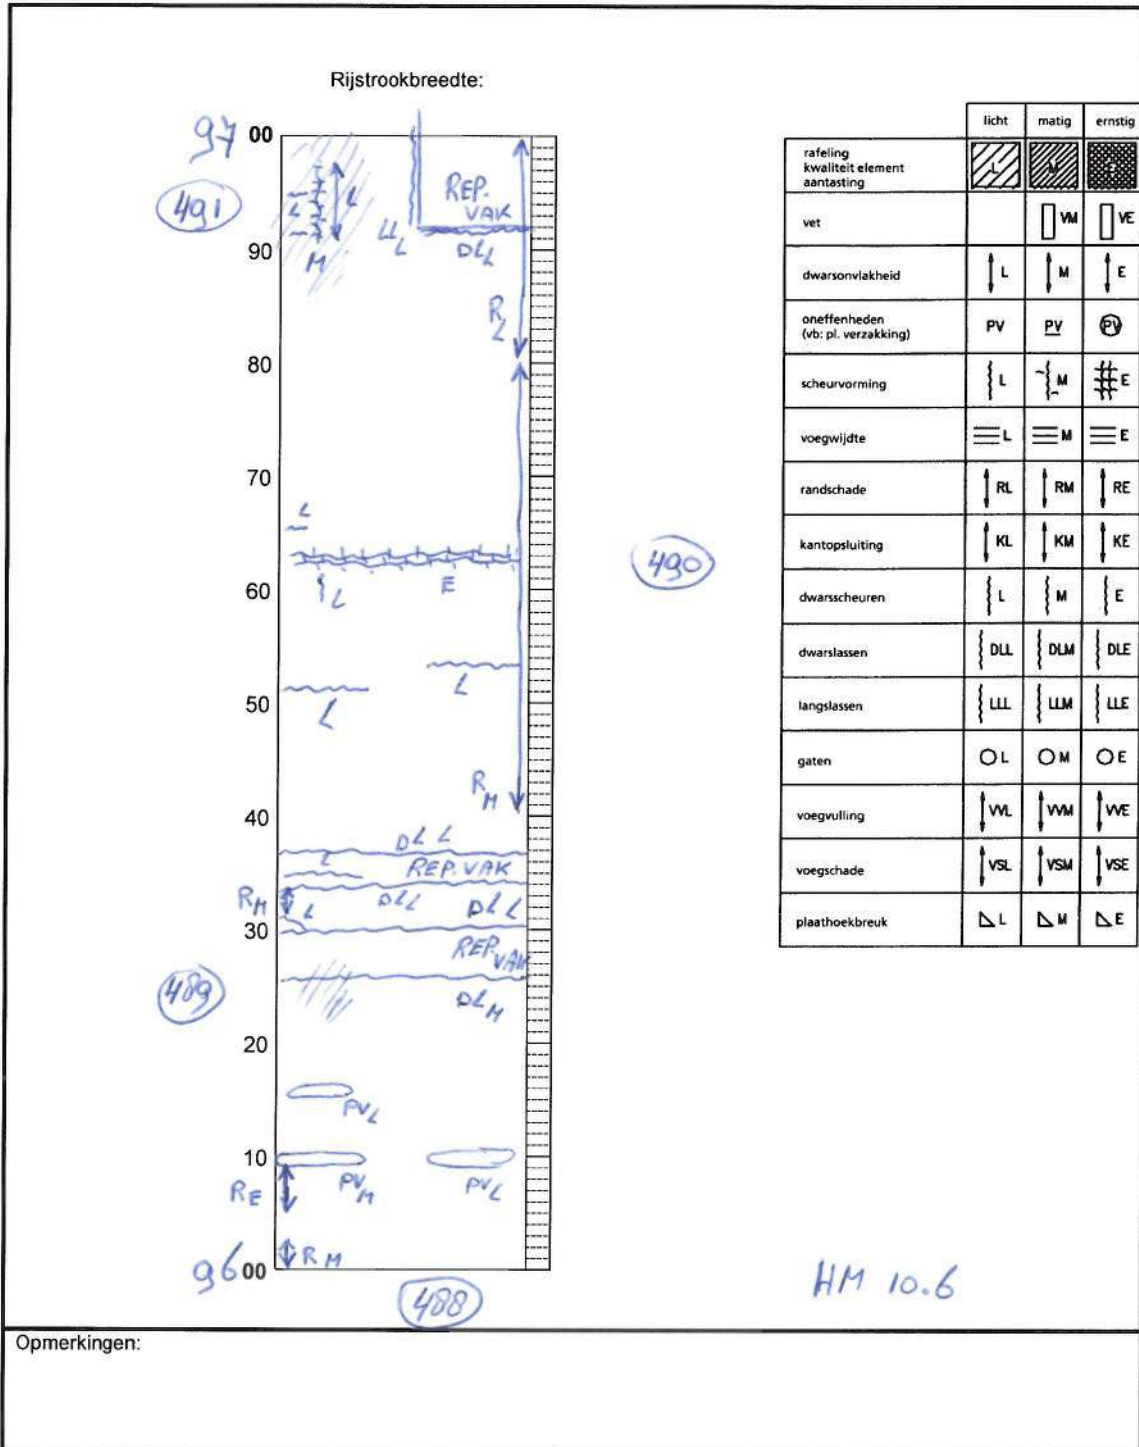 Rijstrookbreedte:
97 00
491
L
L
M
LL L
REP.
VAK
DL L
90
R L
80
70
L
60
L
E
490
L
50
L
R M
40
DL L
L
REP. VAK
R M
L
DLL
DLL
30
REP. VAK
489
DL M
20
PV L
10
R E
PV M
PV L
R M
96 00
488
HM 10.6
licht matig ernstig
rafeling
kwaliteit element
aantasting
L M E
vet VM VE
dwarsonvlakheid L M E
oneffenheden
(vb: pl. verzakking) PV PV PV
scheurvorming L M E
voegwijdte L M E
randschade RL RM RE
kantopsluiting KL KM KE
dwarsscheuren L M E
dwarslassen DLL DLM DLE
langslassen LLL LLM LLE
gaten L M E
voegvulling VVL VVM VVE
voegschade VSL VSM VSE
plaathoekbreuk L M E
Opmerkingen: